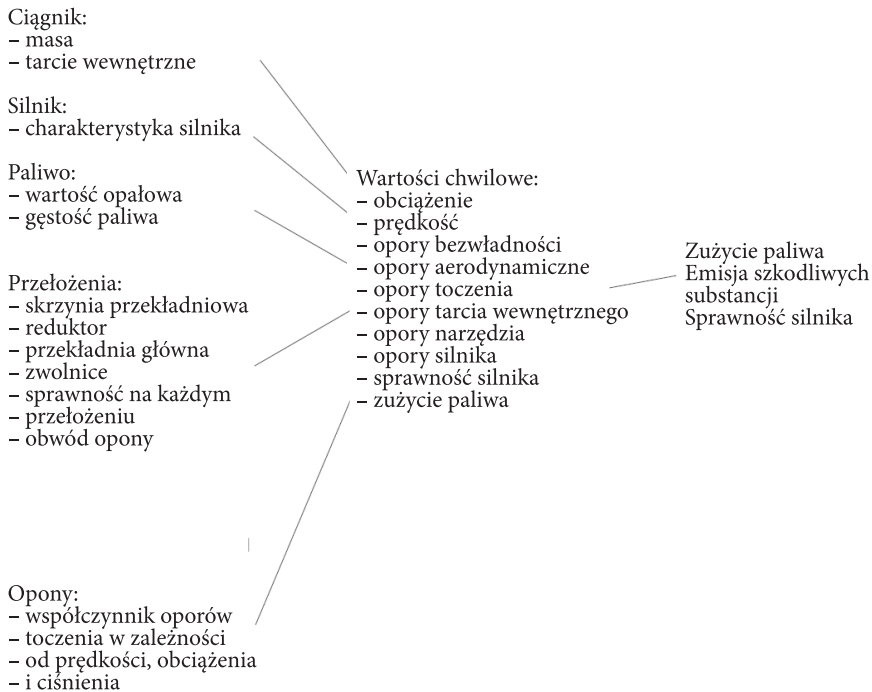 Ciągnik:
– masa
– tarcie wewnętrzne
Silnik:
– charakterystyka silnika
Paliwo:
– wartość opałowa
– gęstość paliwa
Przełożenia:
– skrzynia przekładniowa
– reduktor
– przekładnia główna
– zwolnice
– sprawność na każdym
– przełożeniu
– obwód opony
Opony:
– współczynnik oporów
– toczenia w zależności
– od prędkości, obciążenia
– i ciśnienia
Wartości chwilowe:
– obciążenie
– prędkość
– opory bezwładności
– opory aerodynamiczne
– opory toczenia
– opory tarcia wewnętrznego
– opory narzędzia
– opory silnika
– sprawność silnika
– zużycie paliwa
Zużycie paliwa
Emisja szkodliwych
substancji
Sprawność silnika